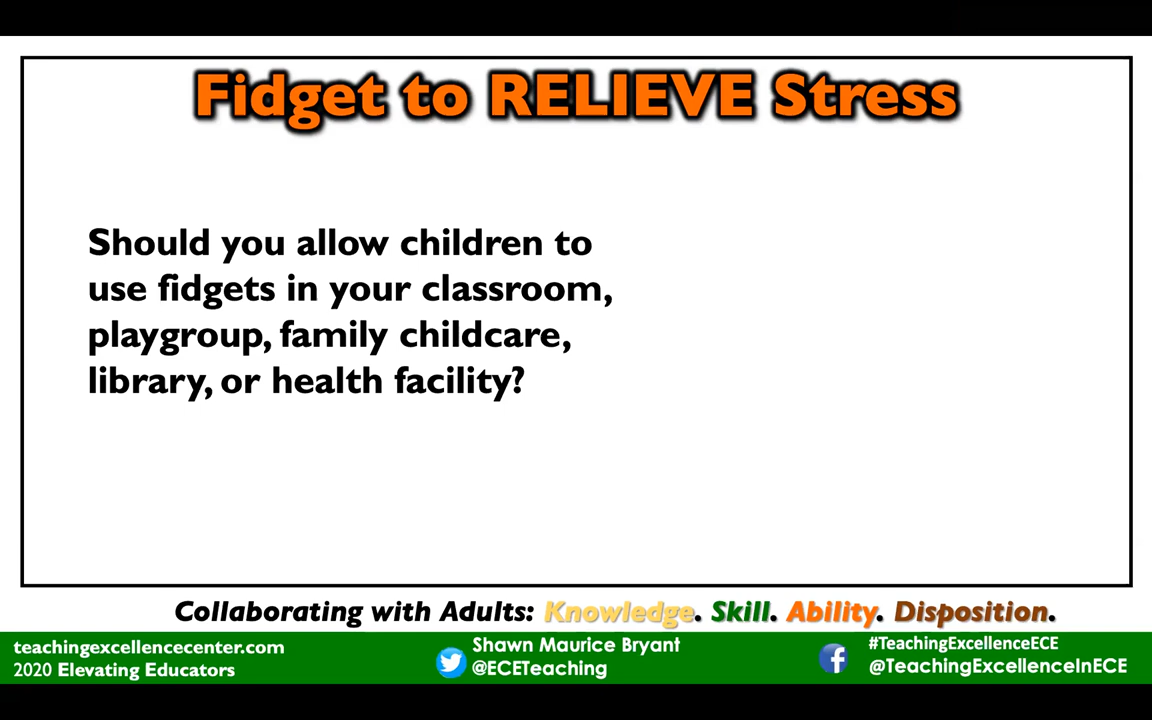 Fidget to RELIEVE Stress
Should you allow children to
use fidgets in your classroom,
playgroup, family childcare,
library, or health facility?
Collaborating with Adults: Knowledge. Skill. Ability. Disposition.
teachingexcellencecenter.com
2020 Elevating Educators
Shawn Maurice Bryant
@ECETeaching
#TeachingExcellenceECE
@TeachingExcellenceInECE